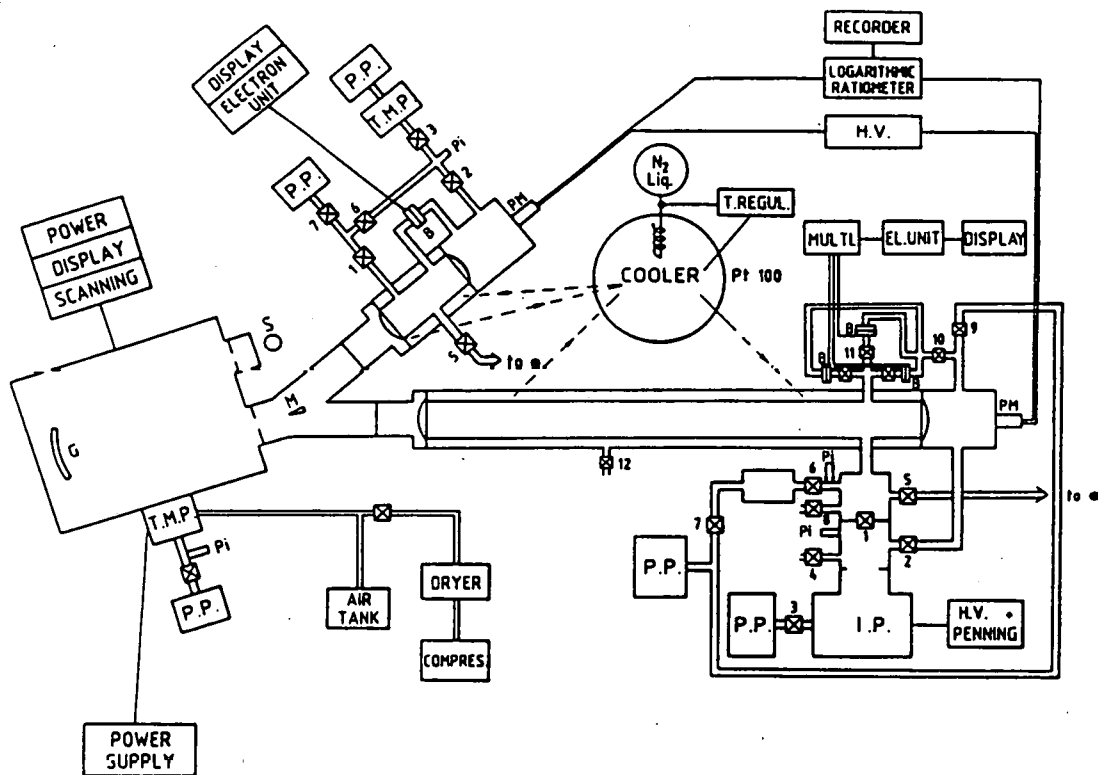 RECORDER
LOGARITHMIC
RATIOMETER
H.V.
DISPLAY
ELECTRON
UNIT
P.P.
T.M.P
3
Pi
2
P.P.
7
6
1
B
PM
5
to
N2
Liq.
T.REGUL.
COOLER
Pt 100
MULTI.
EL.UNIT
DISPLAY
POWER
DISPLAY
SCANNING
S
M
G
B
11
10
9
B
B
PM
12
T.M.P
Pi
P.P.
AIR
TANK
DRYER
COMPRES.
POWER
SUPPLY
Pi
6
5
to
7
Pi
8
1
2
4
P.P.
P.P.
3
I.P.
H.V. +
PENNING